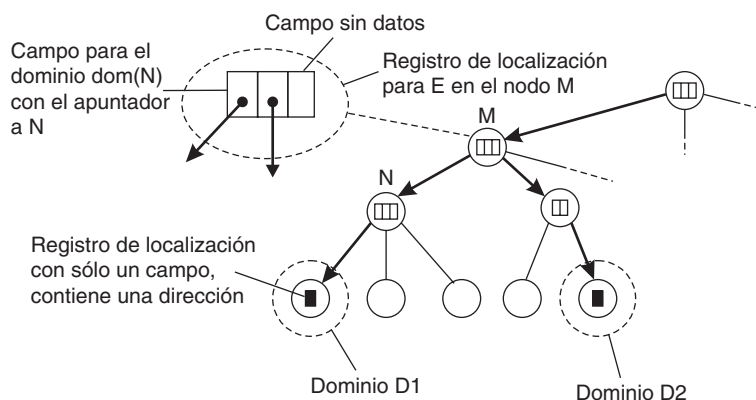 Campo sin datos
Campo para el
dominio dom(N)
con el apuntador
a N
Registro de localización
para E en el nodo M
M
N
Registro de localización
con sólo un campo,
contiene una dirección
Dominio D1
Dominio D2